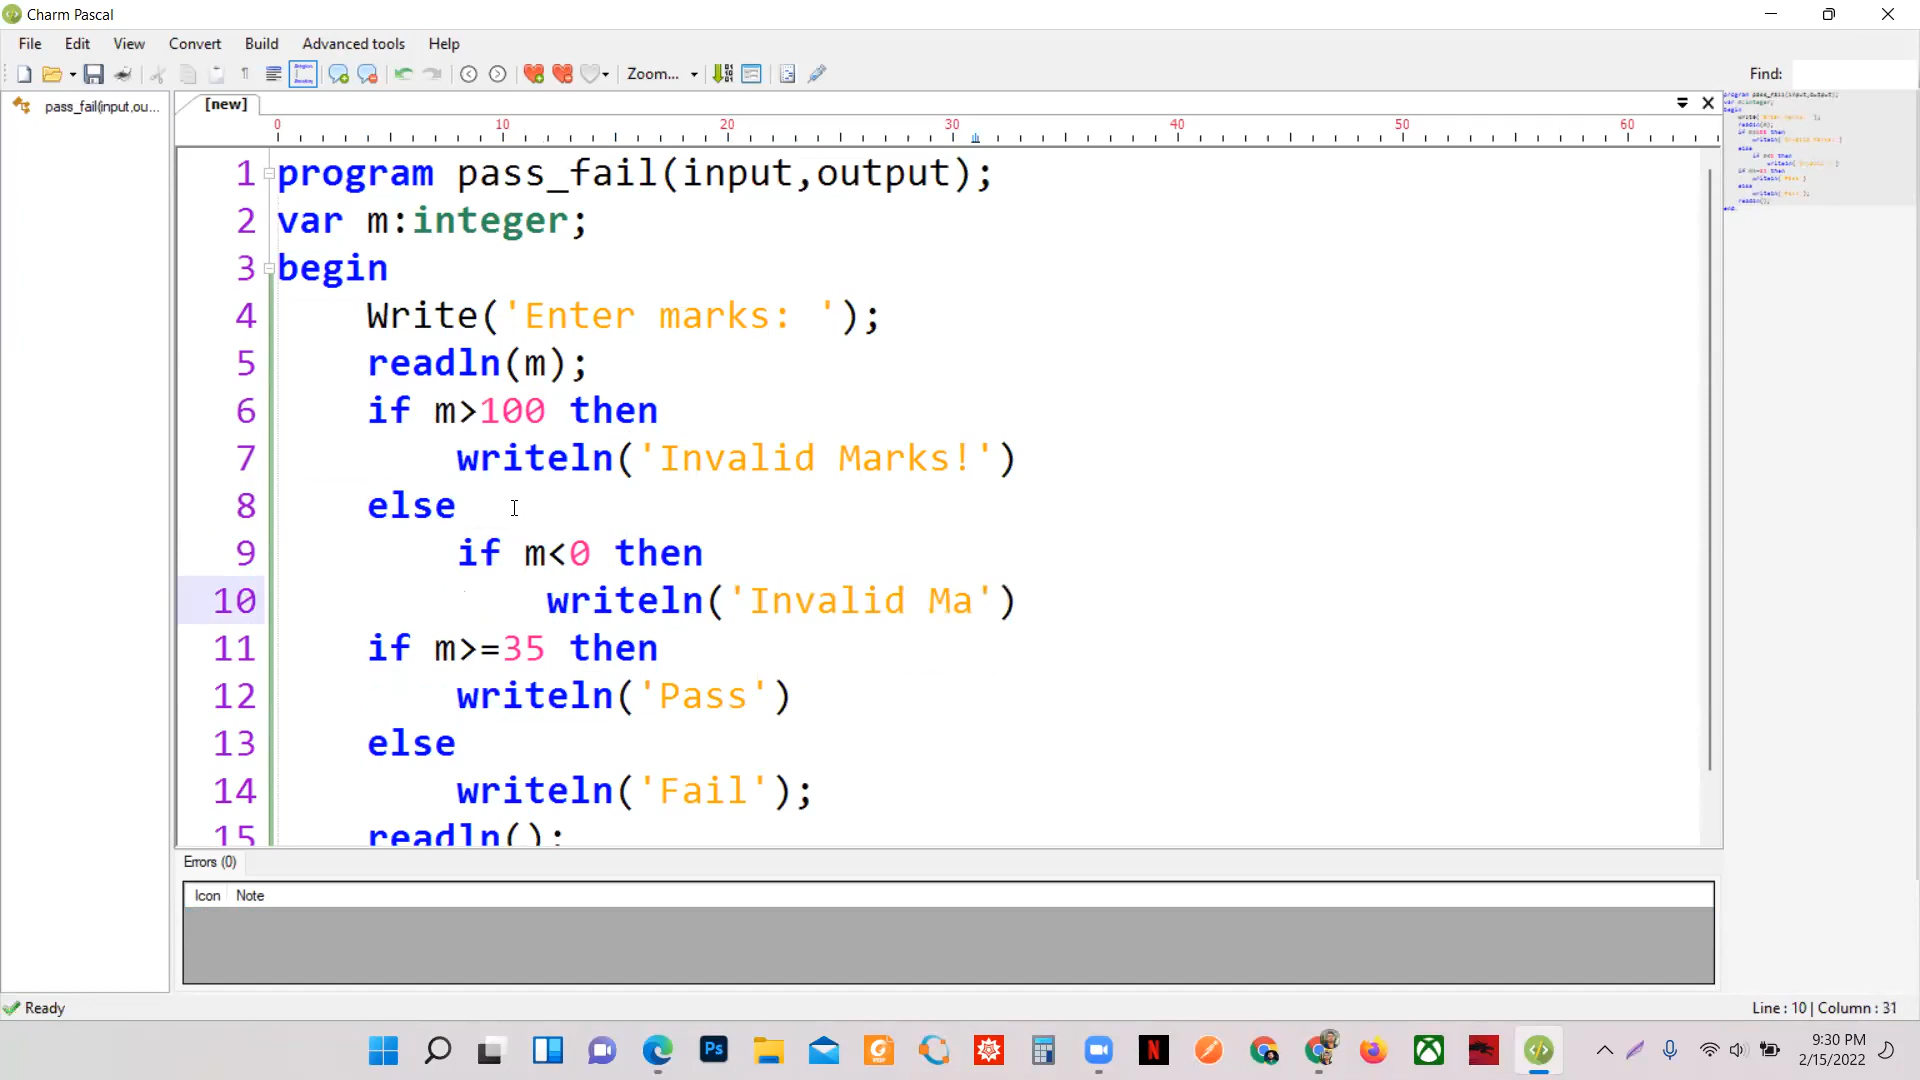 Charm Pascal
File Edit View Convert Build Advanced tools Help
Zoom... Find:
pass_fail(input,ou...
[new]
0 10 20 30 40 50 60
1 program pass_fail(input,output);
2 var m:integer;
3 begin
4 Write('Enter marks: ');
5 readln(m);
6 if m>100 then
7 writeln('Invalid Marks!')
8 else
9 if m<0 then
10 writeln('Invalid Ma')
11 if m>=35 then
12 writeln('Pass')
13 else
14 writeln('Fail');
15 readln();
Errors (0)
Icon Note
Ready
Line : 10 | Column : 31
Ps
N
9:30 PM
2/15/2022